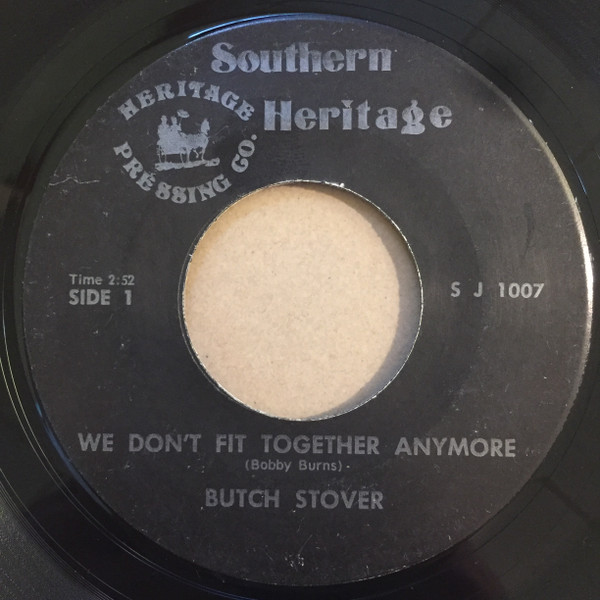 Southern
Heritage
HERITAGE
PRESSING CO.
Time 2:52
SIDE 1
S J 1007
WE DON'T FIT TOGETHER ANYMORE
(Bobby Burns)
BUTCH STOVER